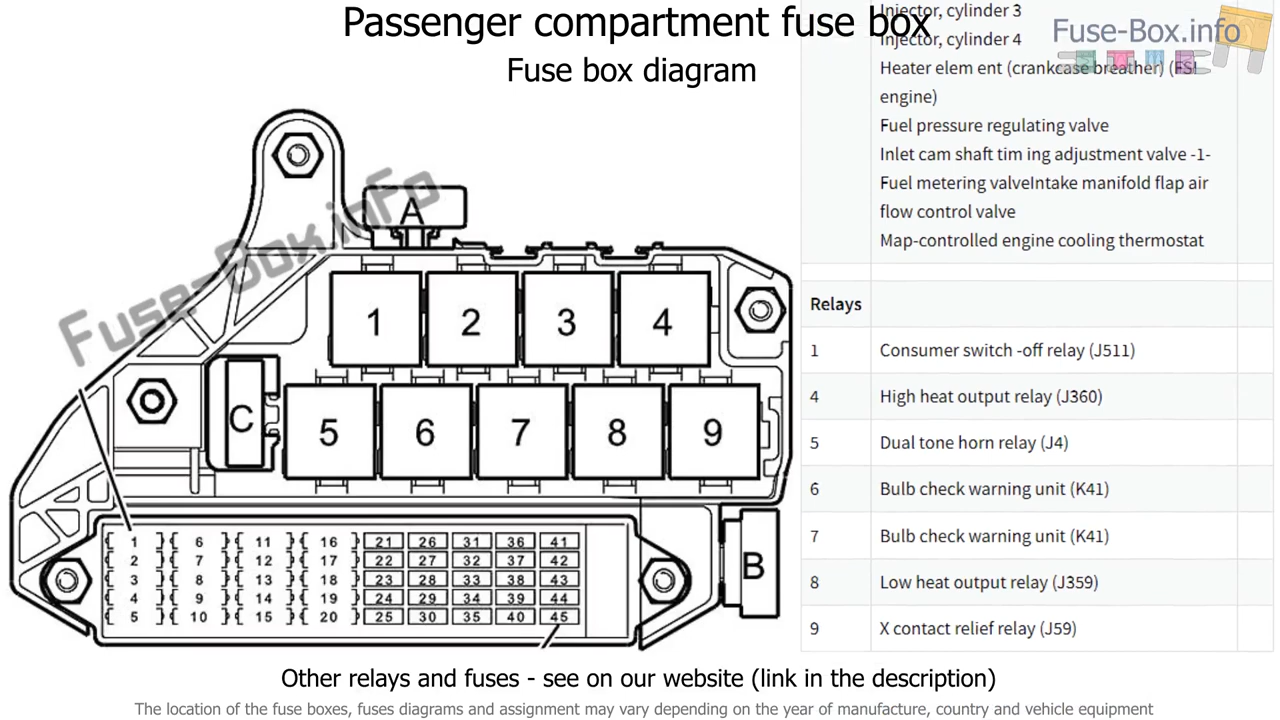 Passenger compartment fuse box
Fuse box diagram
Fuse-Box.info
Injector, cylinder 3
Injector, cylinder 4
Heater elem ent (crankcase breather) (FSI
engine)
Fuel pressure regulating valve
Inlet cam shaft tim ing adjustment valve -1-
Fuel metering valveIntake manifold flap air
flow control valve
Map-controlled engine cooling thermostat
Relays
1 Consumer switch -off relay (J511)
4 High heat output relay (J360)
5 Dual tone horn relay (J4)
6 Bulb check warning unit (K41)
7 Bulb check warning unit (K41)
8 Low heat output relay (J359)
9 X contact relief relay (J59)
Fuse-Box.info
A
1 2 3 4
C
5 6 7 8 9
B
1 6 11 16 21 26 31 36 41
2 7 12 17 22 27 32 37 42
3 8 13 18 23 28 33 38 43
4 9 14 19 24 29 34 39 44
5 10 15 20 25 30 35 40 45
Other relays and fuses - see on our website (link in the description)
The location of the fuse boxes, fuses diagrams and assignment may vary depending on the year of manufacture, country and vehicle equipment